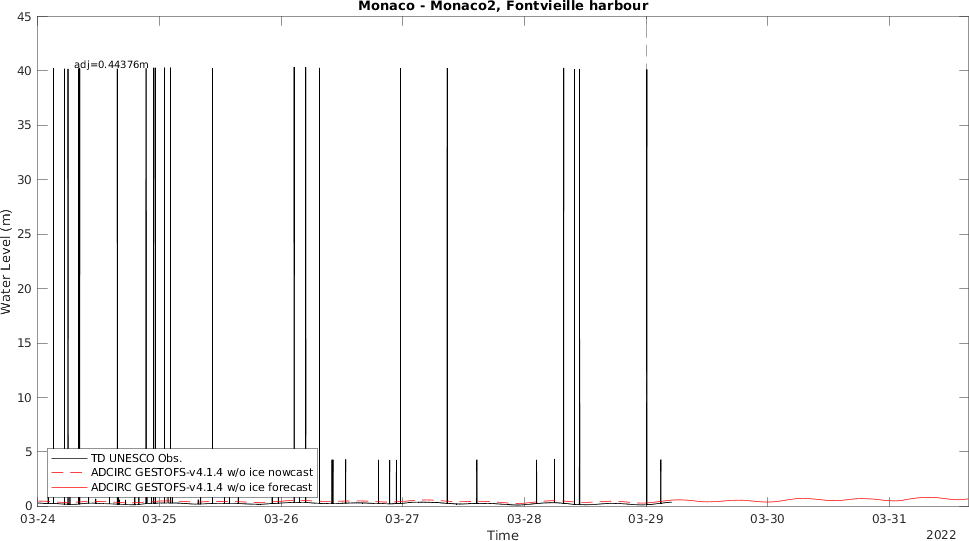 Monaco - Monaco2, Fontvieille harbour
45
40
35
30
25
20
15
10
5
0
Water Level (m)
adj=0.44376m
TD UNESCO Obs.
ADCIRC GESTOFS-v4.1.4 w/o ice nowcast
ADCIRC GESTOFS-v4.1.4 w/o ice forecast
03-24 03-25 03-26 03-27 03-28 03-29 03-30 03-31
Time
2022